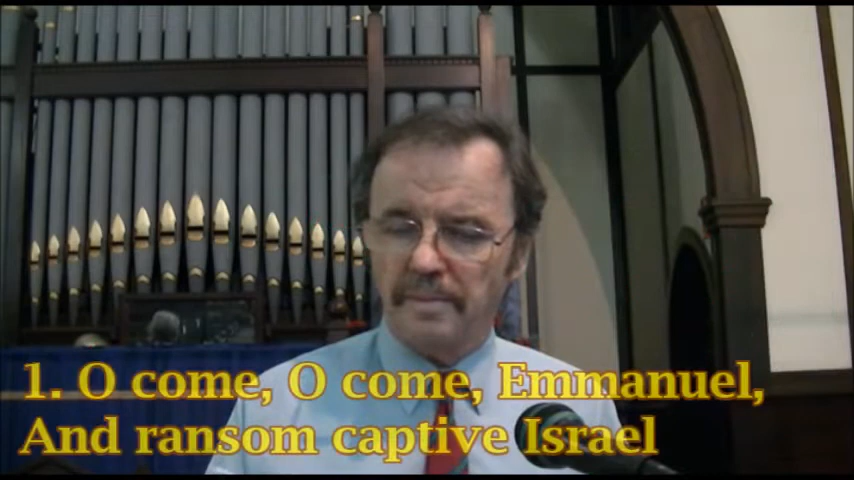 1. O come, O come, Emmanuel,
And ransom captive Israel